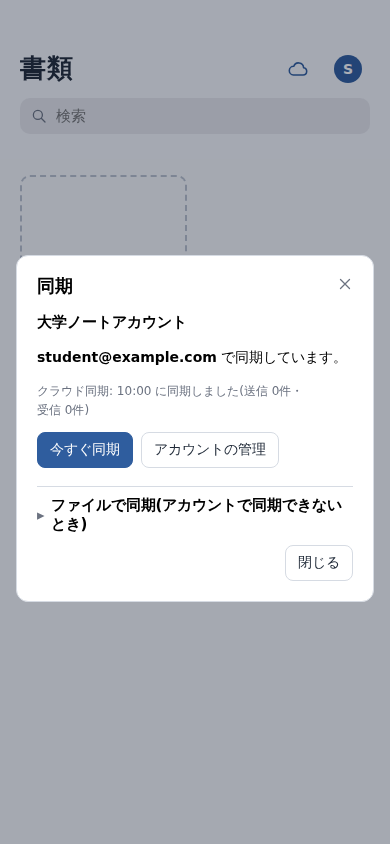 書類
S
検索
同期
大学ノートアカウント
student@example.com で同期しています。
クラウド同期: 10:00 に同期しました(送信 0件・
受信 0件)
今すぐ同期
アカウントの管理
▶ ファイルで同期(アカウントで同期できない
とき)
閉じる